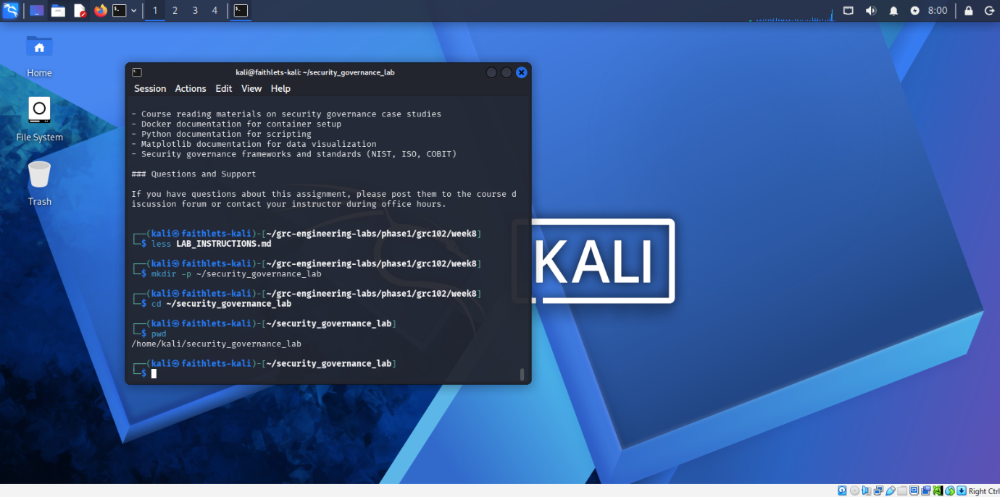 1 2 3 4
8:00
Home
File System
Trash
kali@faithlets-kali: ~/security_governance_lab
Session Actions Edit View Help
- Course reading materials on security governance case studies
- Docker documentation for container setup
- Python documentation for scripting
- Matplotlib documentation for data visualization
- Security governance frameworks and standards (NIST, ISO, COBIT)
### Questions and Support
If you have questions about this assignment, please post them to the course d
iscussion forum or contact your instructor during office hours.
┌──(kali㉿faithlets-kali)-[~/grc-engineering-labs/phase1/grc102/week8]
└─$ less LAB_INSTRUCTIONS.md
┌──(kali㉿faithlets-kali)-[~/grc-engineering-labs/phase1/grc102/week8]
└─$ mkdir -p ~/security_governance_lab
┌──(kali㉿faithlets-kali)-[~/grc-engineering-labs/phase1/grc102/week8]
└─$ cd ~/security_governance_lab
┌──(kali㉿faithlets-kali)-[~/security_governance_lab]
└─$ pwd
/home/kali/security_governance_lab
┌──(kali㉿faithlets-kali)-[~/security_governance_lab]
└─$
KALI
Right Ctrl